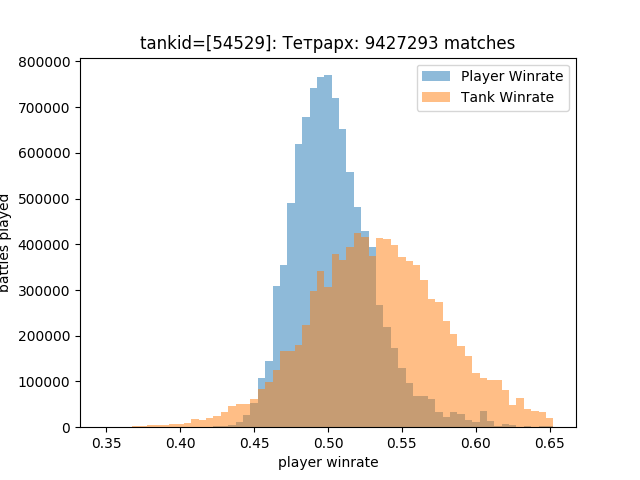 tankid=[54529]: Тетрарх: 9427293 matches
Player Winrate
Tank Winrate
800000
700000
600000
500000
400000
300000
200000
100000
0
battles played
0.35 0.40 0.45 0.50 0.55 0.60 0.65
player winrate